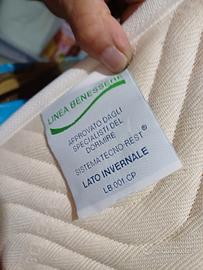 LINEA BENESSERE
APPROVATO DAGLI
SPECIALISTI DEL
DORMIRE
SISTEMA TECNO-REST®
LATO INVERNALE
LB 001 CP